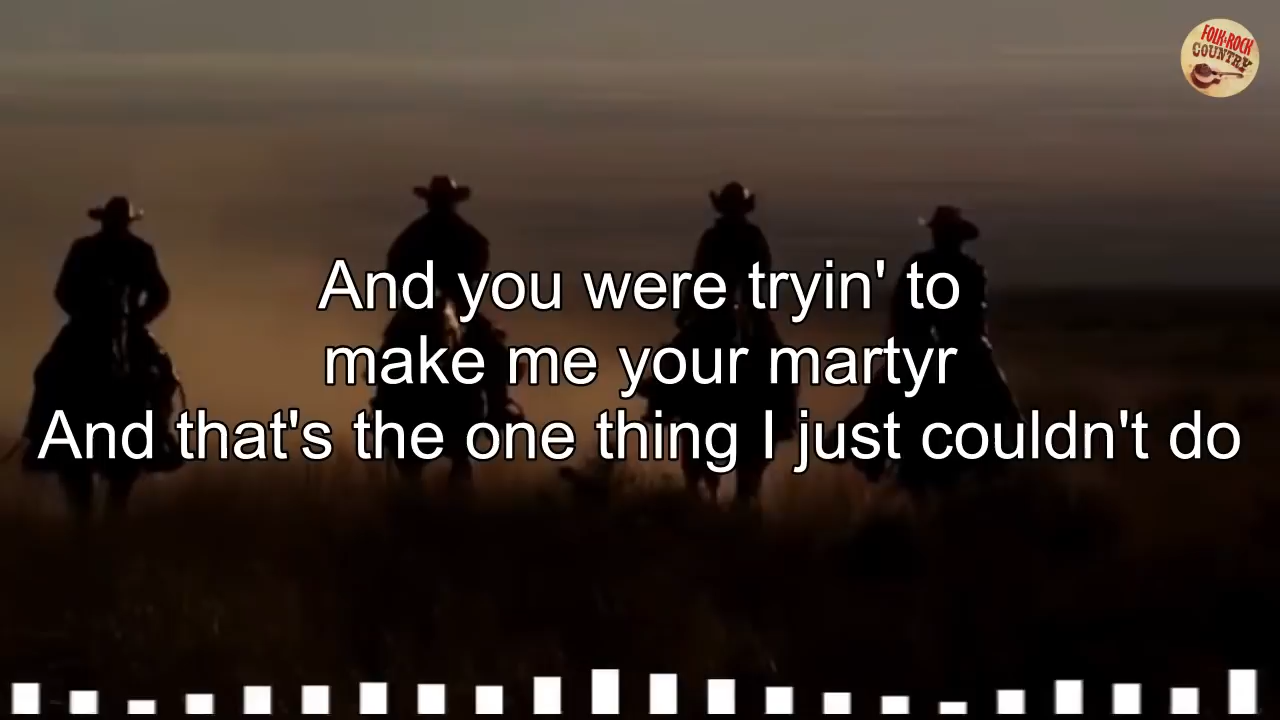 FOLK-ROCK
COUNTRY
And you were tryin' to
make me your martyr
And that's the one thing I just couldn't do